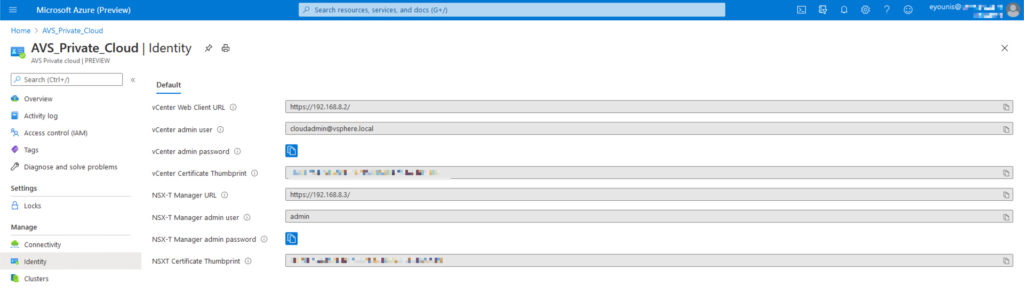 Microsoft Azure (Preview)
Search resources, services, and docs (G+/)
eyounis@
Home > AVS_Private_Cloud
AVS_Private_Cloud | Identity
AVS Private cloud | PREVIEW
Search (Ctrl+/)
Overview
Activity log
Access control (IAM)
Tags
Diagnose and solve problems
Settings
Locks
Manage
Connectivity
Identity
Clusters
Default
vCenter Web Client URL https://192.168.8.2/
vCenter admin user cloudadmin@vsphere.local
vCenter admin password
vCenter Certificate Thumbprint
NSX-T Manager URL https://192.168.8.3/
NSX-T Manager admin user admin
NSX-T Manager admin password
NSXT Certificate Thumbprint